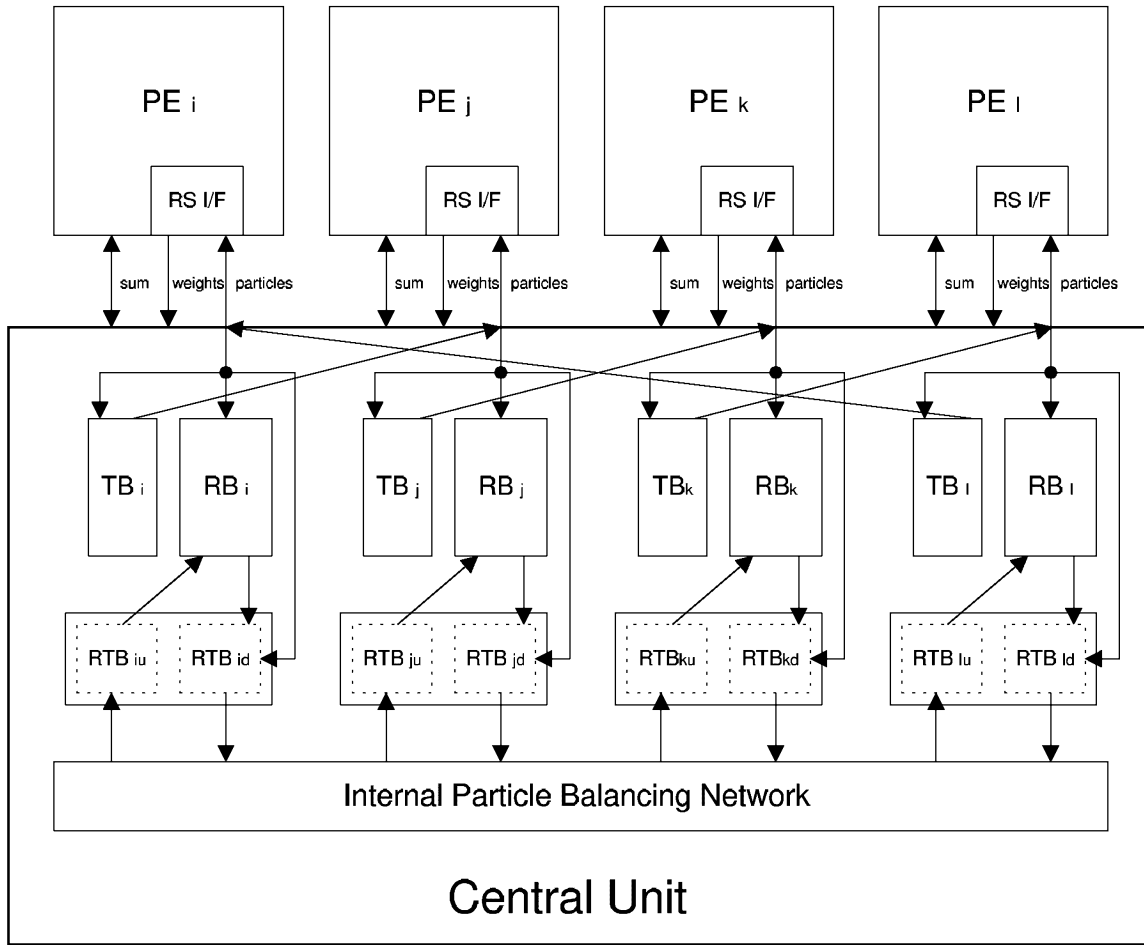 PE i
PE j
PE k
PE l
RS I/F
RS I/F
RS I/F
RS I/F
sum
weights
particles
sum
weights
particles
sum
weights
particles
sum
weights
particles
TB i
RB i
TB j
RB j
TBk
RBk
TB l
RB l
RTB iu
RTB id
RTB ju
RTB jd
RTBku
RTBkd
RTB lu
RTB ld
Internal Particle Balancing Network
Central Unit